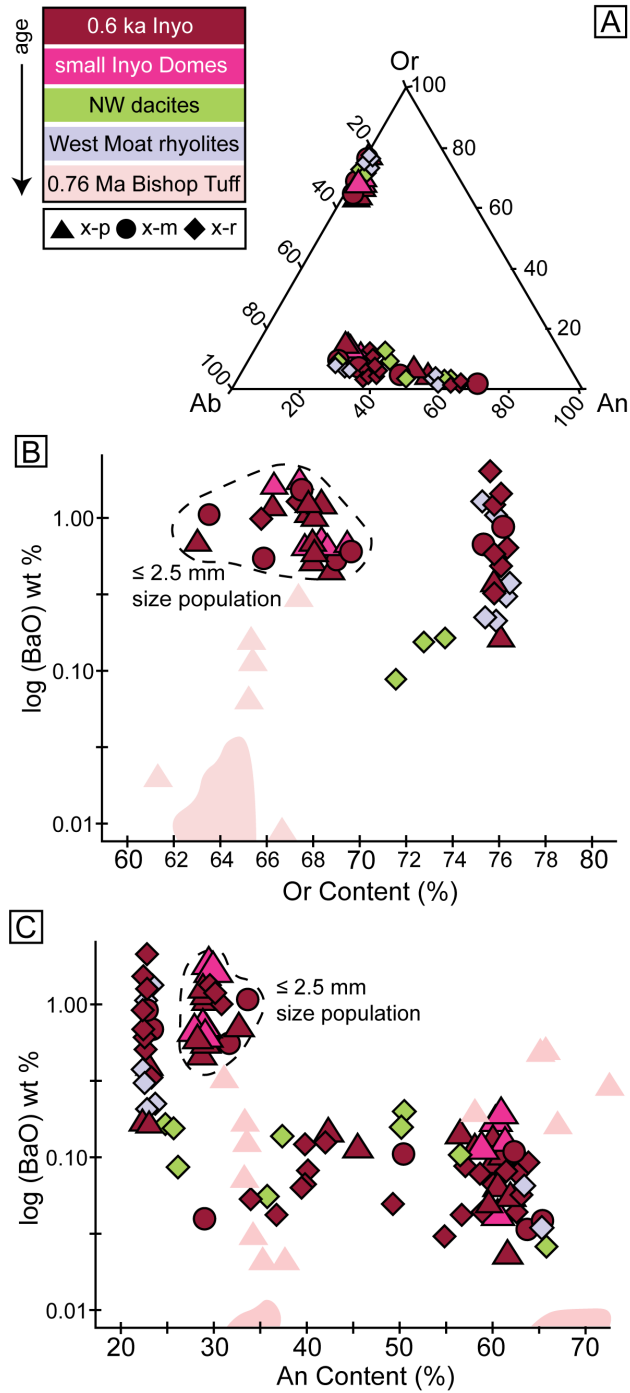 age
0.6 ka Inyo
small Inyo Domes
NW dacites
West Moat rhyolites
0.76 Ma Bishop Tuff
x-p x-m x-r
A
Or
100
20
80
40
60
60
40
80
20
100
Ab
An
20
40
60
80
100
B
log (BaO) wt %
1.00
0.10
0.01
≤ 2.5 mm
size population
60 62 64 66 68 70 72 74 76 78 80
Or Content (%)
C
log (BaO) wt %
1.00
0.10
0.01
≤ 2.5 mm
size population
20 30 40 50 60 70
An Content (%)